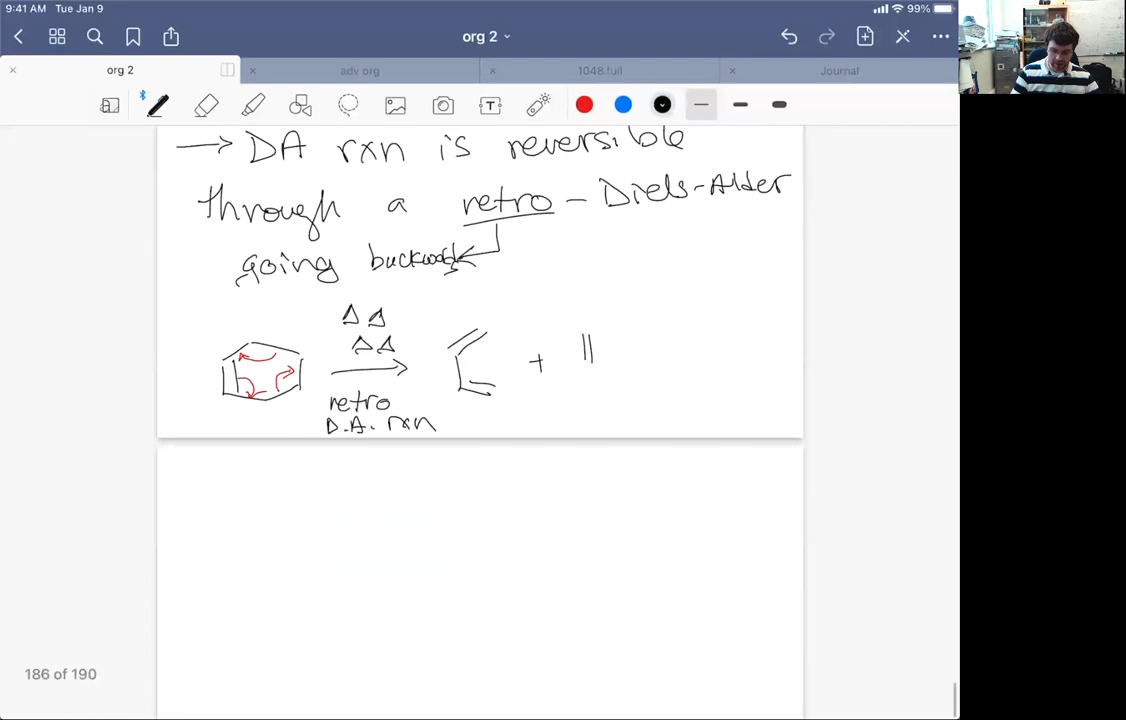 9:41 AM Tue Jan 9
99%
org 2
org 2
adv org
1048.full
Journal
T
→ DA rxn is reversible
through a retro - Diels-Alder
going backwards
Δ Δ
Δ Δ
+ 
retro
D.A. rxn
186 of 190